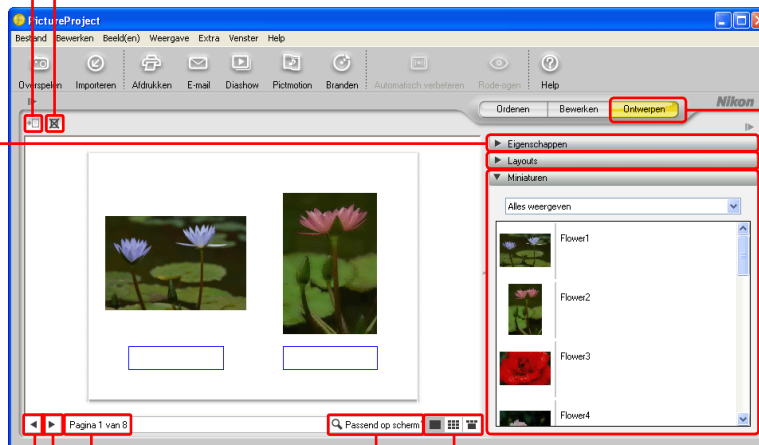 PictureProject
Bestand Bewerken Beeld(en) Weergave Extra Venster Help
Overspelen Importeren Afdrukken E-mail Diashow Pictmotion Branden Automatisch verbeteren Rode-ogen Help
Ordenen Bewerken Ontwerpen Nikon
Eigenschappen
Layouts
Miniaturen
Alles weergeven
Flower1
Flower2
Flower3
Flower4
Pagina 1 van 8 Passend op scherm